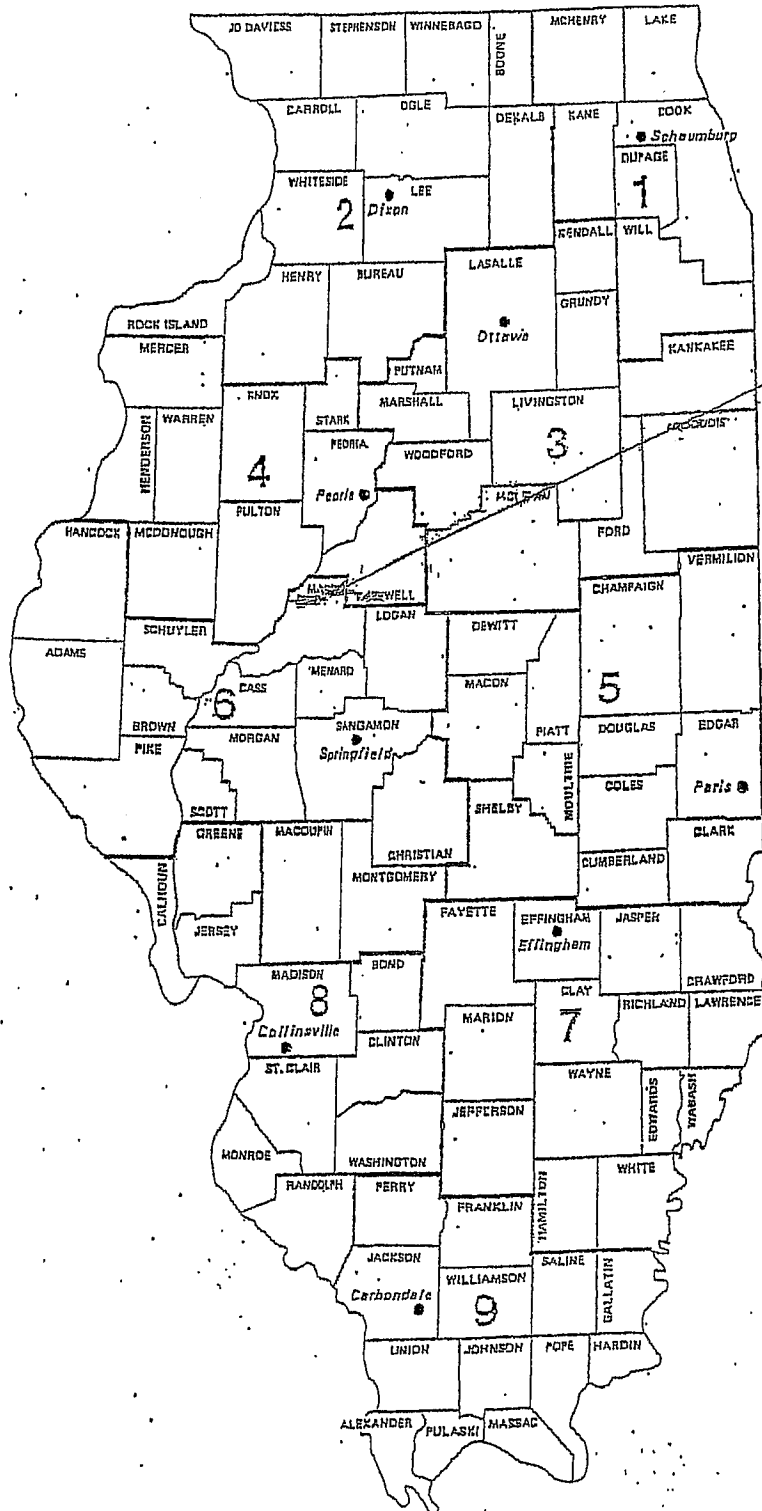 JO DAVIESS STEPHENSON WINNEBAGO BOONE MCHENRY LAKE
CARROLL OGLE DEKALB KANE COOK
Schaumburg
DUPAGE
WHITESIDE LEE 1
2 Dixon
KENDALL WILL
HENRY BUREAU LASALLE
GRUNDY
ROCK ISLAND
Ottawa
MERCER KANKAKEE
PUTNAM
KNOX MARSHALL LIVINGSTON
HENDERSON WARREN STARK
PEORIA 3
WOODFORD
4
Peoria
FULTON
HANCOCK MCDONOUGH FORD
VERMILION
CHAMPAIGN
LOGAN
SCHUYLER DEWITT
ADAMS
MENARD
CASS MACON 5
6
BROWN SANGAMON PIATT DOUGLAS EDGAR
PIKE MORGAN
Springfield
MOULTRIE COLES Paris
SCOTT SHELBY
GREENE MACOUPIN CLARK
CHRISTIAN CUMBERLAND
MONTGOMERY
CALHOUN FAYETTE EFFINGHAM JASPER
JERSEY Effingham
MADISON BOND CRAWFORD
8 CLAY RICHLAND LAWRENCE
MARION 7
Collinsville CLINTON
ST. CLAIR WAYNE
EDWARDS WABASH
JEFFERSON
MONROE WASHINGTON WHITE
RANDOLPH PERRY HAMILTON
FRANKLIN
JACKSON SALINE
WILLIAMSON GALLATIN
Carbondale 9
UNION JOHNSON POPE HARDIN
ALEXANDER PULASKI MASSAC